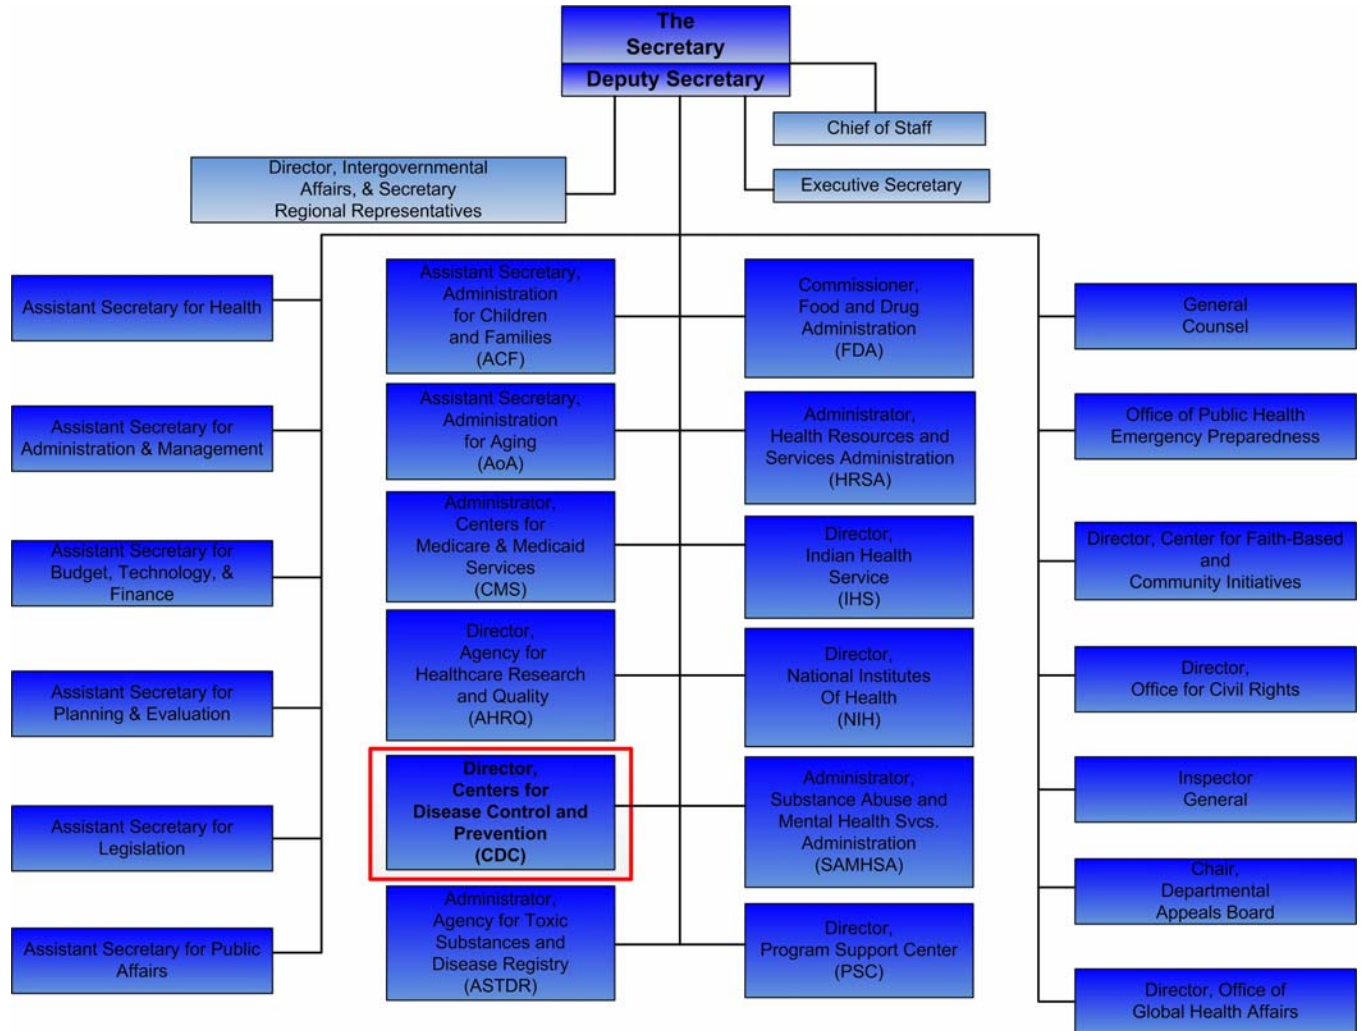 The
Secretary
Deputy Secretary
Chief of Staff
Director, Intergovernmental
Affairs, & Secretary
Regional Representatives
Executive Secretary
Assistant Secretary for Health
Assistant Secretary for
Administration & Management
Assistant Secretary for
Budget, Technology, &
Finance
Assistant Secretary for
Planning & Evaluation
Assistant Secretary for
Legislation
Assistant Secretary for Public
Affairs
Assistant Secretary,
Administration
for Children
and Families
(ACF)
Assistant Secretary,
Administration
for Aging
(AoA)
Administrator,
Centers for
Medicare & Medicaid
Services
(CMS)
Director,
Agency for
Healthcare Research
and Quality
(AHRQ)
Director,
Centers for
Disease Control and
Prevention
(CDC)
Administrator,
Agency for Toxic
Substances and
Disease Registry
(ASTDR)
Commissioner,
Food and Drug
Administration
(FDA)
Administrator,
Health Resources and
Services Administration
(HRSA)
Director,
Indian Health
Service
(IHS)
Director,
National Institutes
Of Health
(NIH)
Administrator,
Substance Abuse and
Mental Health Svcs.
Administration
(SAMHSA)
Director,
Program Support Center
(PSC)
General
Counsel
Office of Public Health
Emergency Preparedness
Director, Center for Faith-Based
and
Community Initiatives
Director,
Office for Civil Rights
Inspector
General
Chair,
Departmental
Appeals Board
Director, Office of
Global Health Affairs